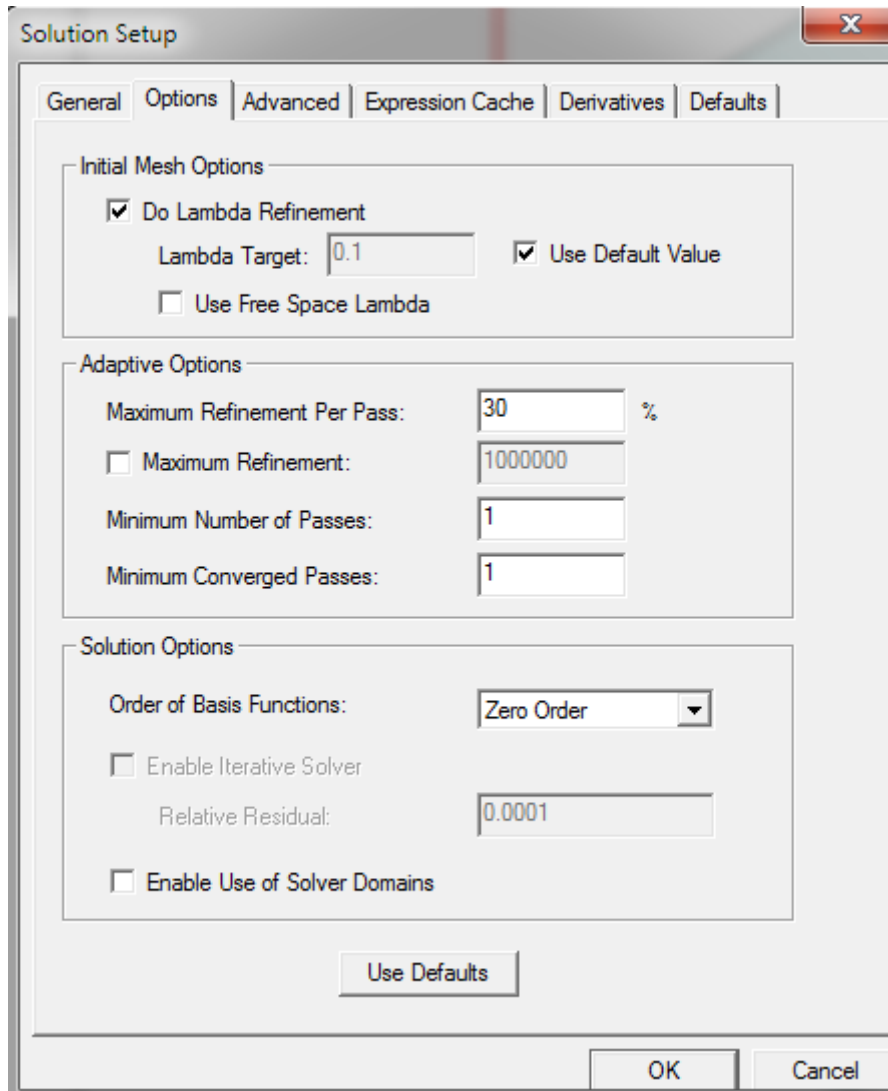 Solution Setup
General Options Advanced Expression Cache Derivatives Defaults
Initial Mesh Options
Do Lambda Refinement
Lambda Target: 0.1 Use Default Value
Use Free Space Lambda
Adaptive Options
Maximum Refinement Per Pass: 30 %
Maximum Refinement: 1000000
Minimum Number of Passes: 1
Minimum Converged Passes: 1
Solution Options
Order of Basis Functions: Zero Order
Enable Iterative Solver
Relative Residual: 0.0001
Enable Use of Solver Domains
Use Defaults
OK Cancel